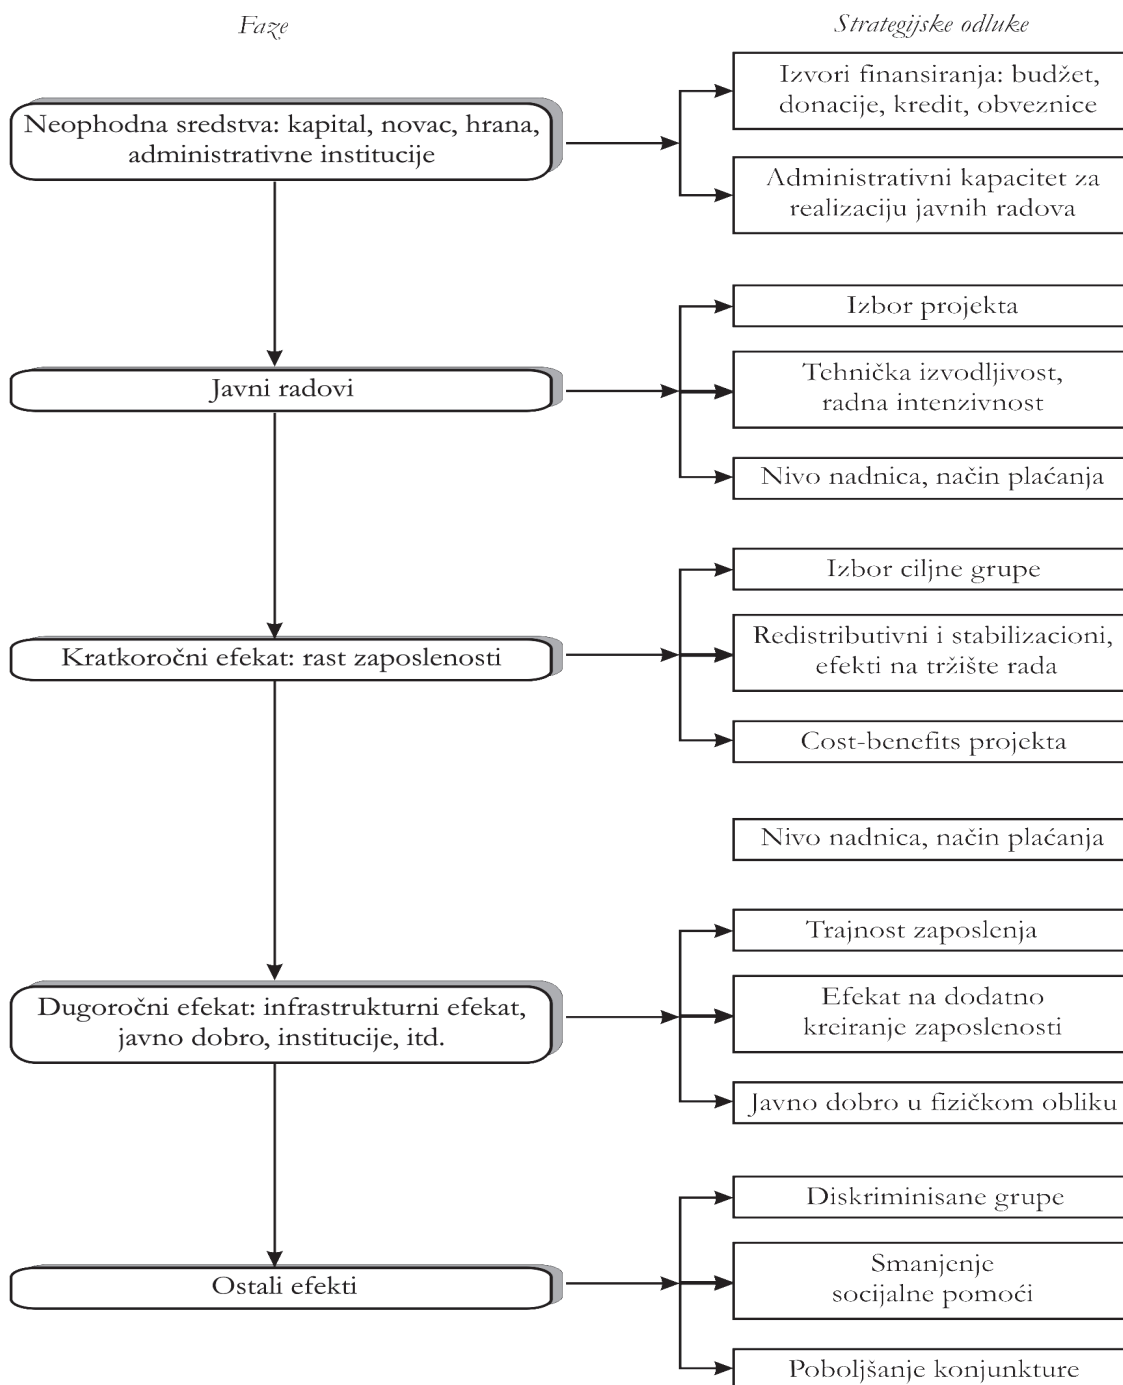 Faze
Strategijske odluke
Neophodna sredstva: kapital, novac, hrana,
administrativne institucije
Izvori finansiranja: budžet,
donacije, kredit, obveznice
Administrativni kapacitet za
realizaciju javnih radova
Javni radovi
Izbor projekta
Tehnička izvodljivost,
radna intenzivnost
Nivo nadnica, način plaćanja
Kratkoročni efekat: rast zaposlenosti
Izbor ciljne grupe
Redistributivni i stabilizacioni,
efekti na tržište rada
Cost-benefits projekta
Nivo nadnica, način plaćanja
Dugoročni efekat: infrastrukturni efekat,
javno dobro, institucije, itd.
Trajnost zaposlenja
Efekat na dodatno
kreiranje zaposlenosti
Javno dobro u fizičkom obliku
Ostali efekti
Diskriminisane grupe
Smanjenje
socijalne pomoći
Poboljšanje konjunkture